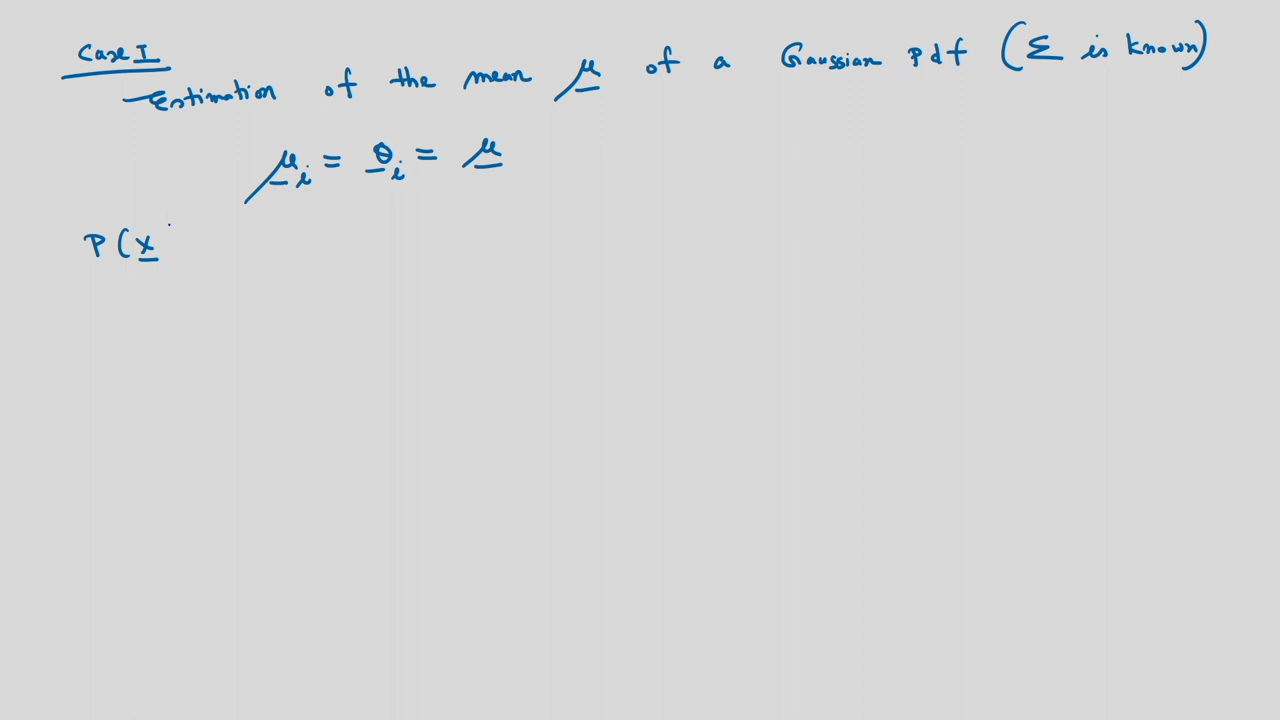 Case I
Estimation of the mean μ of a Gaussian pdf (Σ is known)
μi = θi = μ
P(x